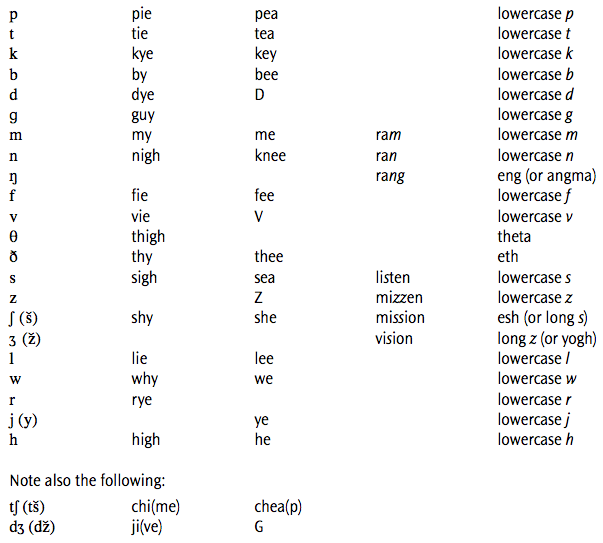 p pie pea lowercase p
t tie tea lowercase t
k kye key lowercase k
b by bee lowercase b
d dye D lowercase d
ɡ guy lowercase g
m my me ram lowercase m
n nigh knee ran lowercase n
ŋ rang eng (or angma)
f fie fee lowercase f
v vie V lowercase v
θ thigh theta
ð thy thee eth
s sigh sea listen lowercase s
z Z mizzen lowercase z
ʃ (š) shy she mission esh (or long s)
ʒ (ž) vision long z (or yogh)
l lie lee lowercase l
w why we lowercase w
r rye lowercase r
j (y) ye lowercase j
h high he lowercase h
Note also the following:
tʃ (tš) chi(me) chea(p)
dʒ (dž) ji(ve) G